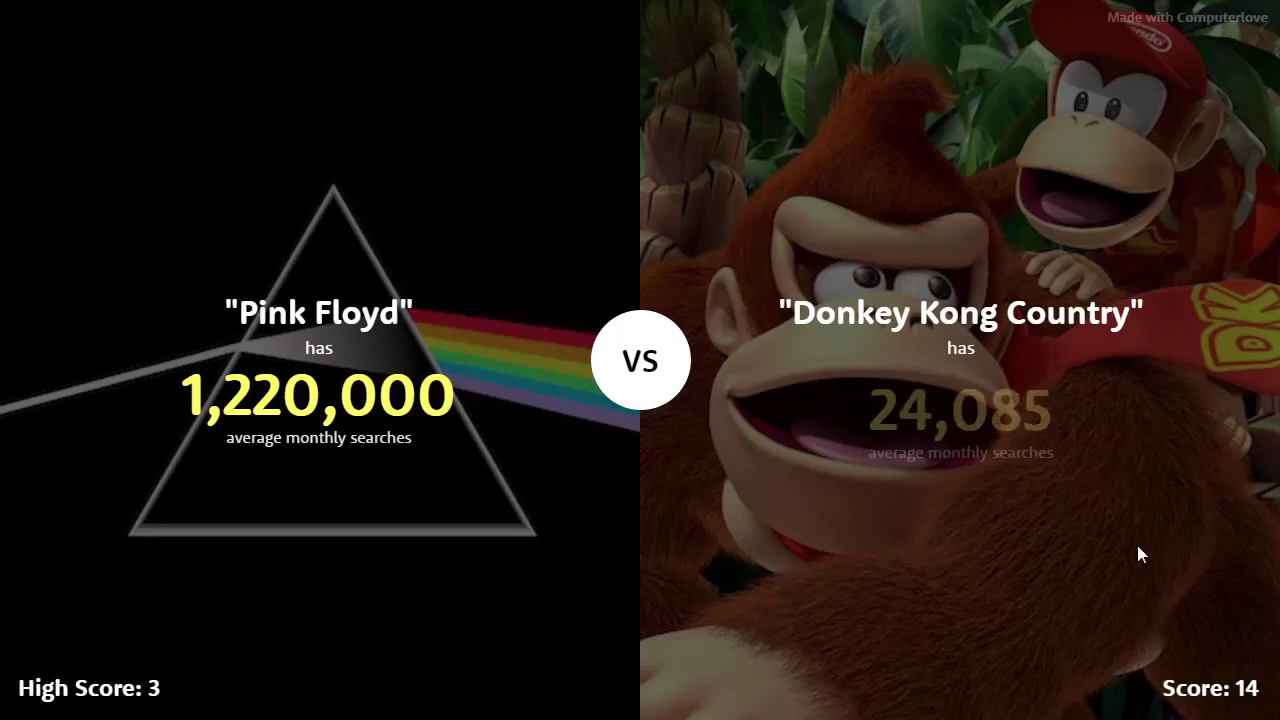 Made with Computerlove
"Pink Floyd"
has
1,220,000
average monthly searches
VS
"Donkey Kong Country"
has
24,085
average monthly searches
DK
High Score: 3
Score: 14